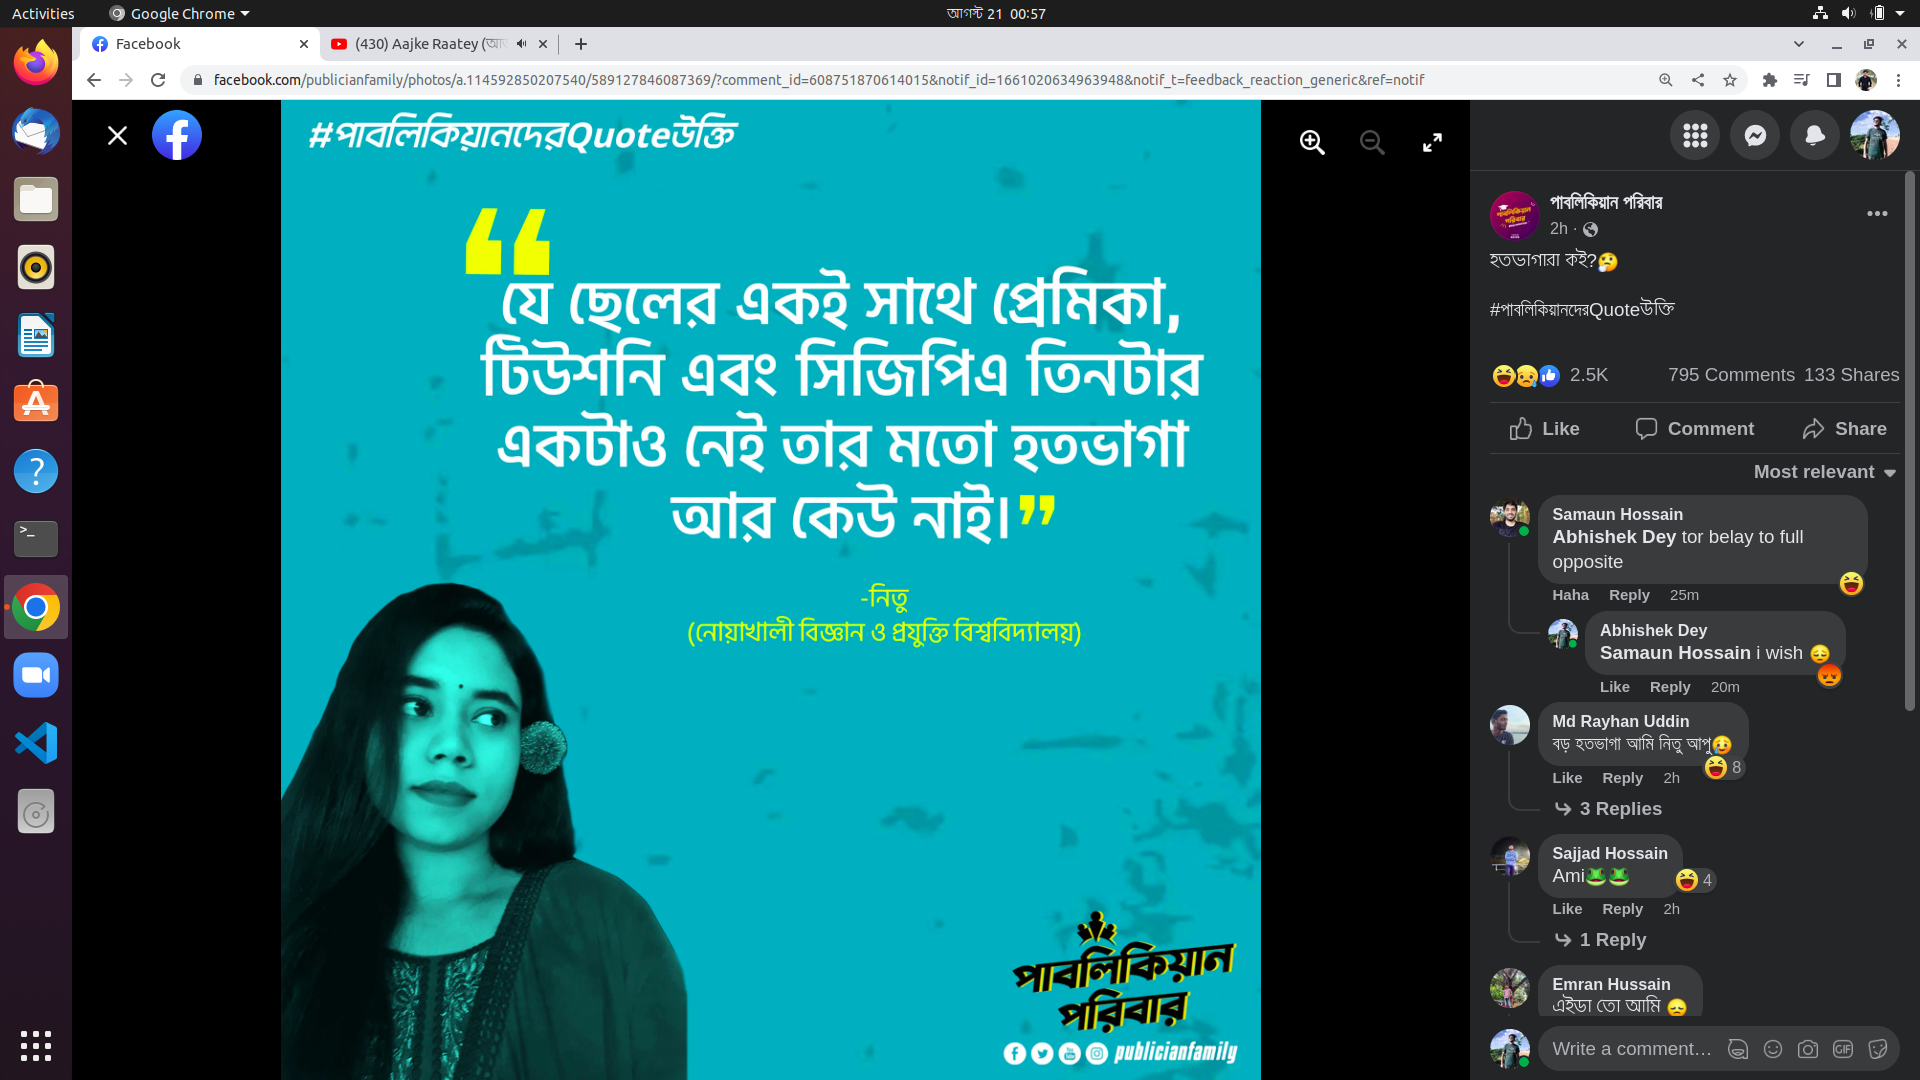 Activities
Google Chrome
আগস্ট 21 00:57
Facebook
(430) Aajke Raatey
facebook.com/publicianfamily/photos/a.114592850207540/589127846087369/?comment_id=608751870614015&notif_id=1661020634963948&notif_t=feedback_reaction_generic&ref=notif
#পাবলিকিয়ানদেরQuoteউক্তি
“
যে ছেলের একই সাথে প্রেমিকা,
টিউশনি এবং সিজিপিএ তিনটার
একটাও নেই তার মতো হতভাগা
আর কেউ নাই।”
-নিতু
(নোয়াখালী বিজ্ঞান ও প্রযুক্তি বিশ্ববিদ্যালয়)
পাবলিকিয়ান
পরিবার
publicianfamily
পাবলিকিয়ান পরিবার
2h ·
হতভাগারা কই?😢
#পাবলিকিয়ানদেরQuoteউক্তি
2.5K 795 Comments 133 Shares
Like Comment Share
Most relevant
Samaun Hossain
Abhishek Dey tor belay to full
opposite
Haha Reply 25m
Abhishek Dey
Samaun Hossain i wish 😔
Like Reply 20m
Md Rayhan Uddin
বড় হতভাগা আমি নিতু আপু😥
8
Like Reply 2h
3 Replies
Sajjad Hossain
Ami🐸🐸
4
Like Reply 2h
1 Reply
Emran Hussain
এইডা তো আমি 😞
Write a comment…
GIF